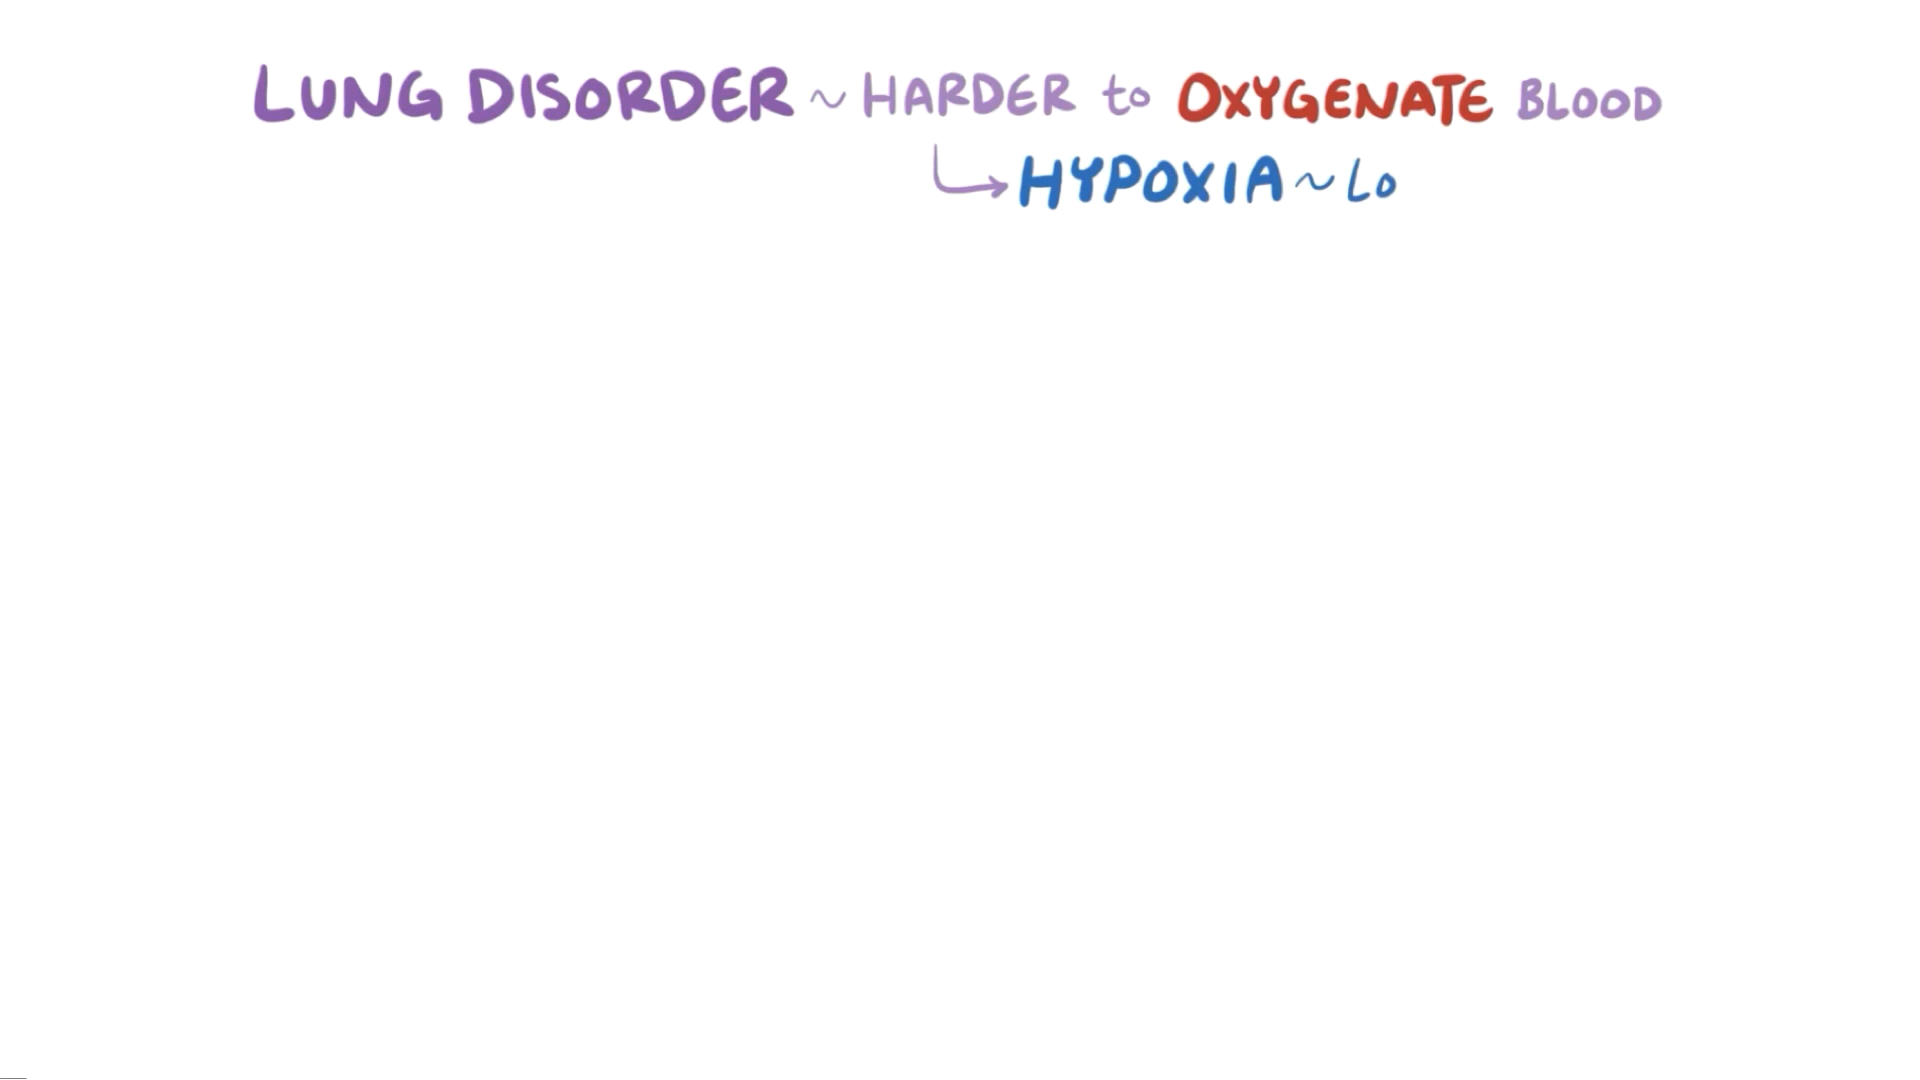 LUNG DISORDER ~ HARDER to OXYGENATE BLOOD
↳ HYPOXIA ~ LO